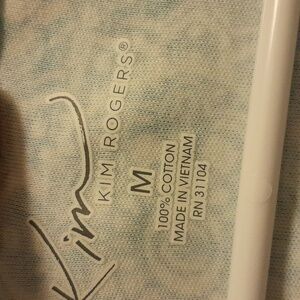 Kim
KIM ROGERS®
M
100% COTTON
MADE IN VIETNAM
RN 31104